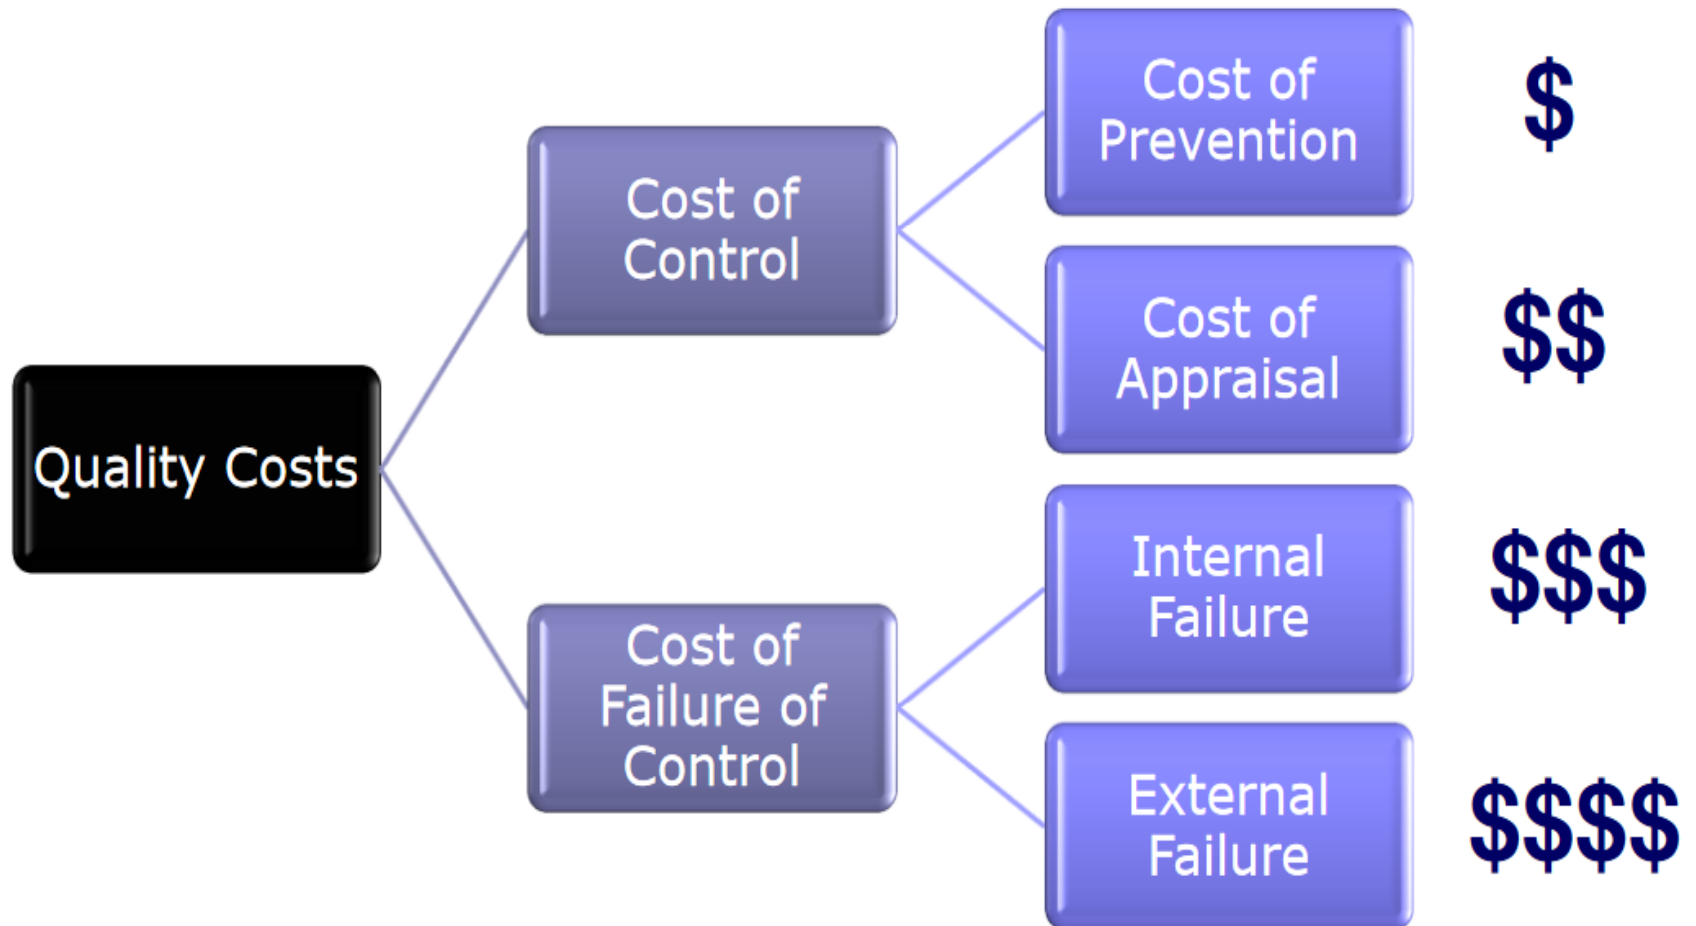 Quality Costs
Cost of
Control
Cost of
Failure of
Control
Cost of
Prevention
Cost of
Appraisal
Internal
Failure
External
Failure
$
$$
$$$
$$$$